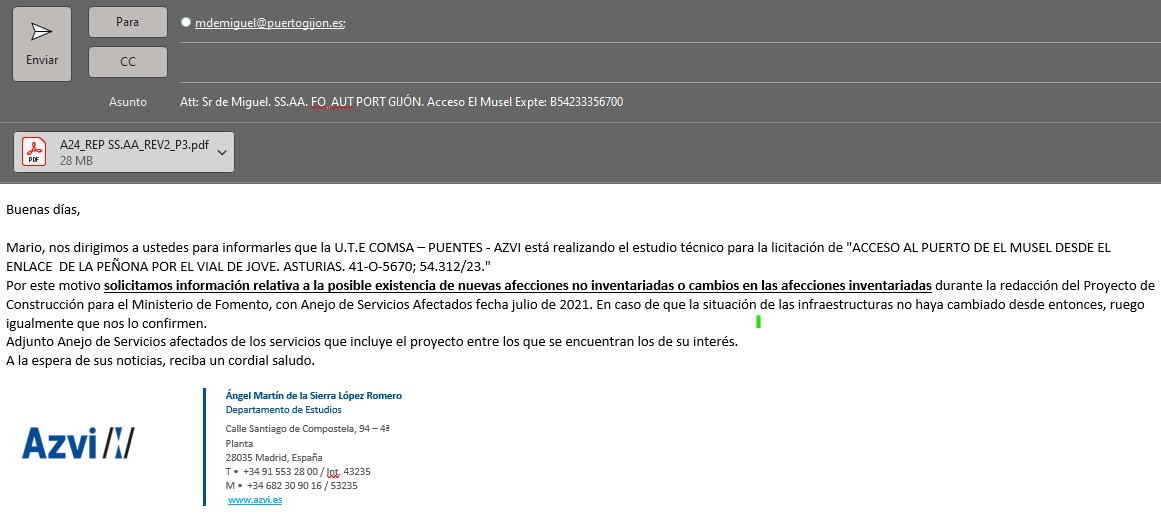 Enviar
Para
mdemiguel@puertogijon.es;
CC
Asunto
Att: Sr de Miguel. SS.AA. FO_AUT PORT GIJÓN. Acceso El Musel Expte: B54233356700
PDF
A24_REP SS.AA_REV2_P3.pdf
28 MB
Buenas días,
Mario, nos dirigimos a ustedes para informarles que la U.T.E COMSA – PUENTES - AZVI está realizando el estudio técnico para la licitación de "ACCESO AL PUERTO DE EL MUSEL DESDE EL
ENLACE DE LA PEÑONA POR EL VIAL DE JOVE. ASTURIAS. 41-O-5670; 54.312/23."
Por este motivo solicitamos información relativa a la posible existencia de nuevas afecciones no inventariadas o cambios en las afecciones inventariadas durante la redacción del Proyecto de
Construcción para el Ministerio de Fomento, con Anejo de Servicios Afectados fecha julio de 2021. En caso de que la situación de las infraestructuras no haya cambiado desde entonces, ruego
igualmente que nos lo confirmen.
Adjunto Anejo de Servicios afectados de los servicios que incluye el proyecto entre los que se encuentran los de su interés.
A la espera de sus noticias, reciba un cordial saludo.
Azvi
Ángel Martín de la Sierra López Romero
Departamento de Estudios
Calle Santiago de Compostela, 94 – 4ª
Planta
28035 Madrid, España
T • +34 91 553 28 00 / Int. 43235
M • +34 682 30 90 16 / 53235
www.azvi.es